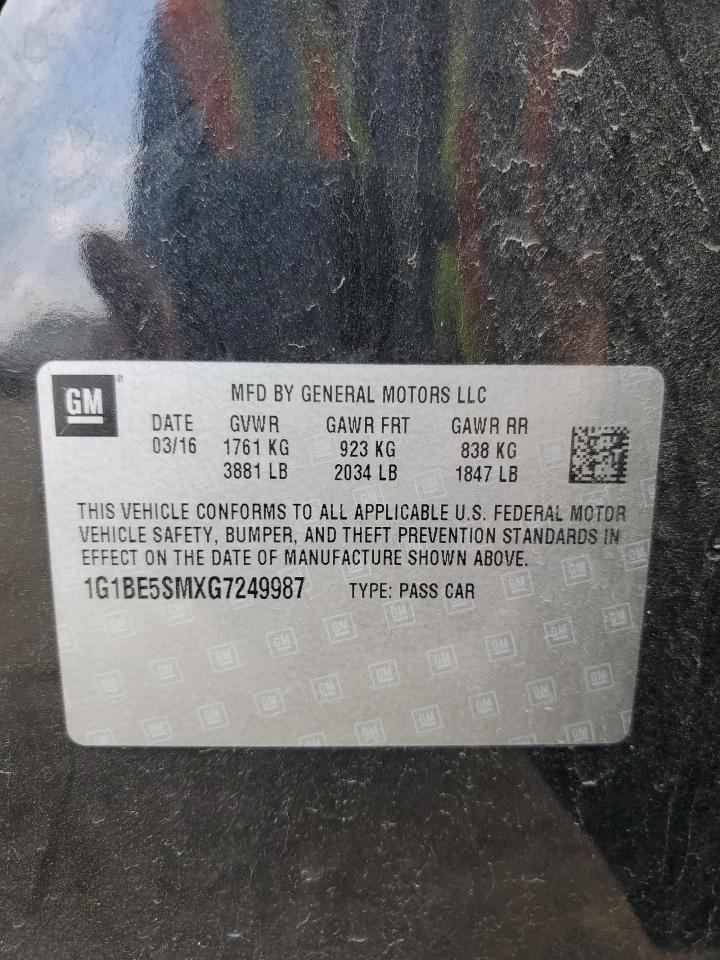 GM
MFD BY GENERAL MOTORS LLC
DATE GVWR GAWR FRT GAWR RR
03/16 1761 KG 923 KG 838 KG
3881 LB 2034 LB 1847 LB
THIS VEHICLE CONFORMS TO ALL APPLICABLE U.S. FEDERAL MOTOR
VEHICLE SAFETY, BUMPER, AND THEFT PREVENTION STANDARDS IN
EFFECT ON THE DATE OF MANUFACTURE SHOWN ABOVE.
1G1BE5SMXG7249987 TYPE: PASS CAR